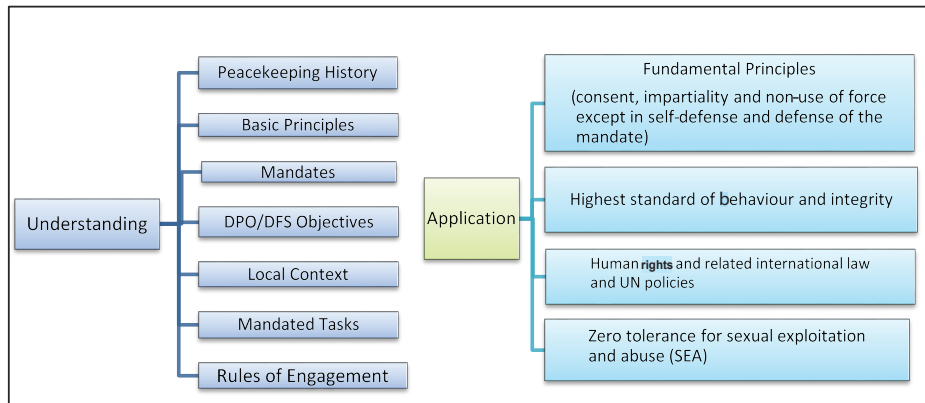 Understanding
Peacekeeping History
Basic Principles
Mandates
DPO/DFS Objectives
Local Context
Mandated Tasks
Rules of Engagement
Application
Fundamental Principles
(consent, impartiality and non-use of force
except in self-defense and defense of the
mandate)
Highest standard of behaviour and integrity
Human rights and related international law
and UN policies
Zero tolerance for sexual exploitation
and abuse (SEA)